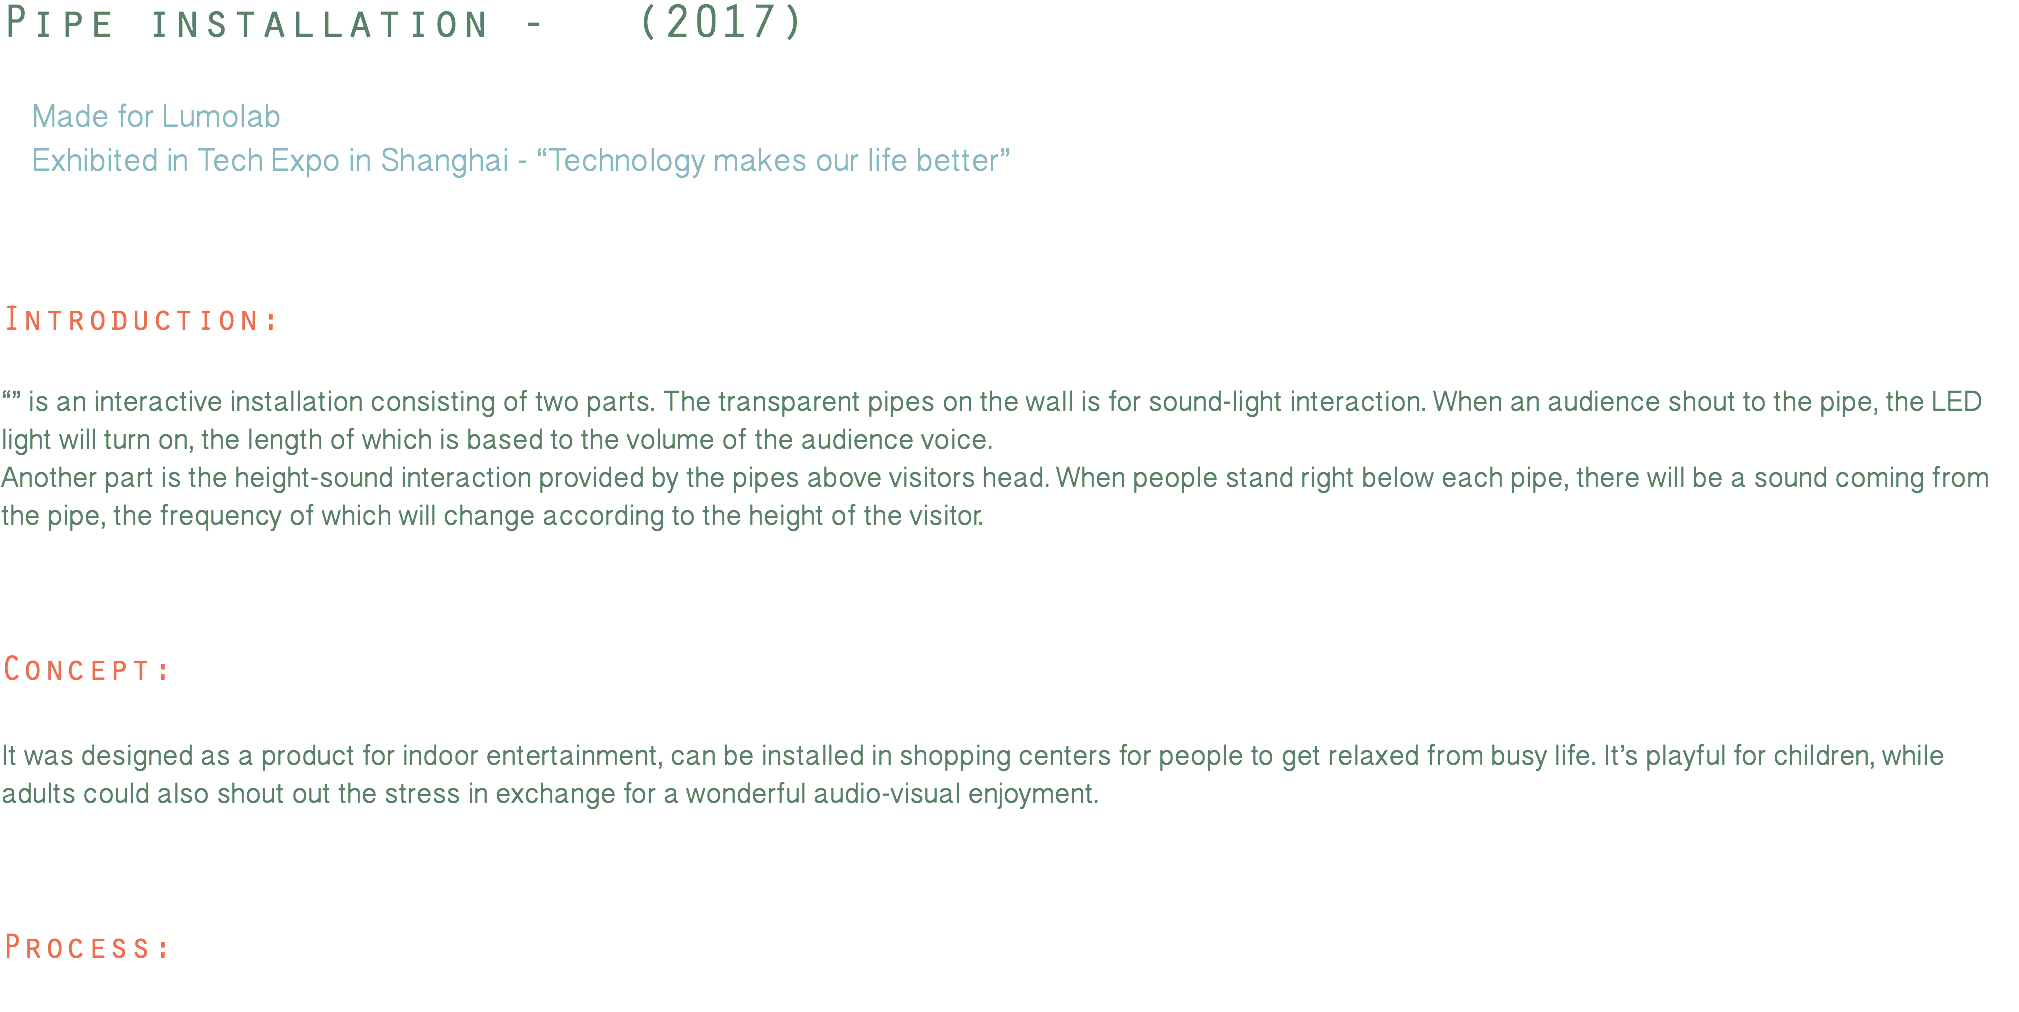 Pipe installation -   (2017)
Made for Lumolab
Exhibited in Tech Expo in Shanghai - “Technology makes our life better”
Introduction:
“” is an interactive installation consisting of two parts. The transparent pipes on the wall is for sound-light interaction. When an audience shout to the pipe, the LED
light will turn on, the length of which is based to the volume of the audience voice.
Another part is the height-sound interaction provided by the pipes above visitors head. When people stand right below each pipe, there will be a sound coming from
the pipe, the frequency of which will change according to the height of the visitor.
Concept:
It was designed as a product for indoor entertainment, can be installed in shopping centers for people to get relaxed from busy life. It’s playful for children, while
adults could also shout out the stress in exchange for a wonderful audio-visual enjoyment.
Process: